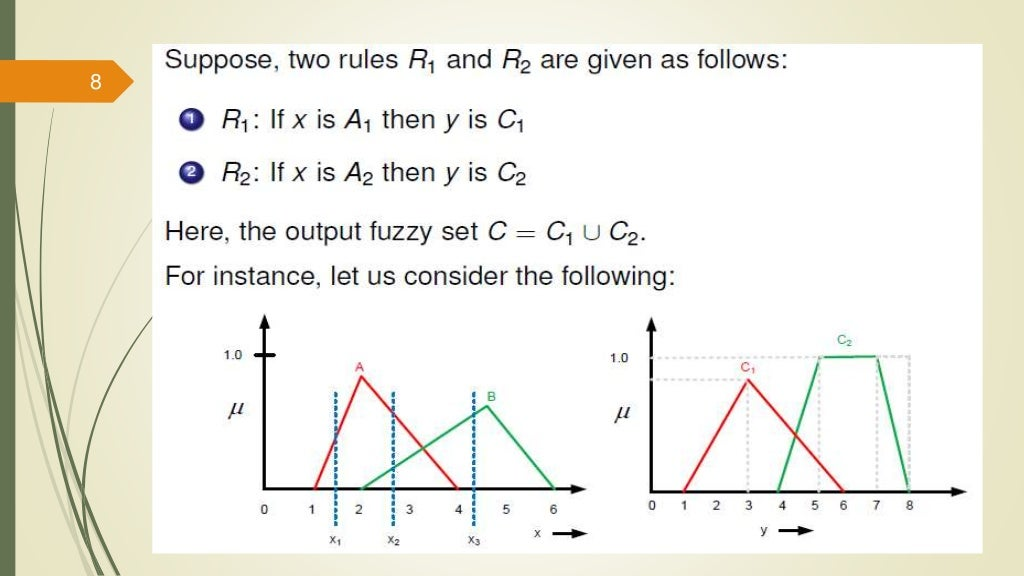 8
Suppose, two rules R₁ and R₂ are given as follows:
1 R₁: If x is A₁ then y is C₁
2 R₂: If x is A₂ then y is C₂
Here, the output fuzzy set C = C₁ ∪ C₂.
For instance, let us consider the following:
1.0
A
B
μ
0 1 2 3 4 5 6
x₁ x₂ x₃ x
1.0
C₁
C₂
μ
0 1 2 3 4 5 6 7 8
y